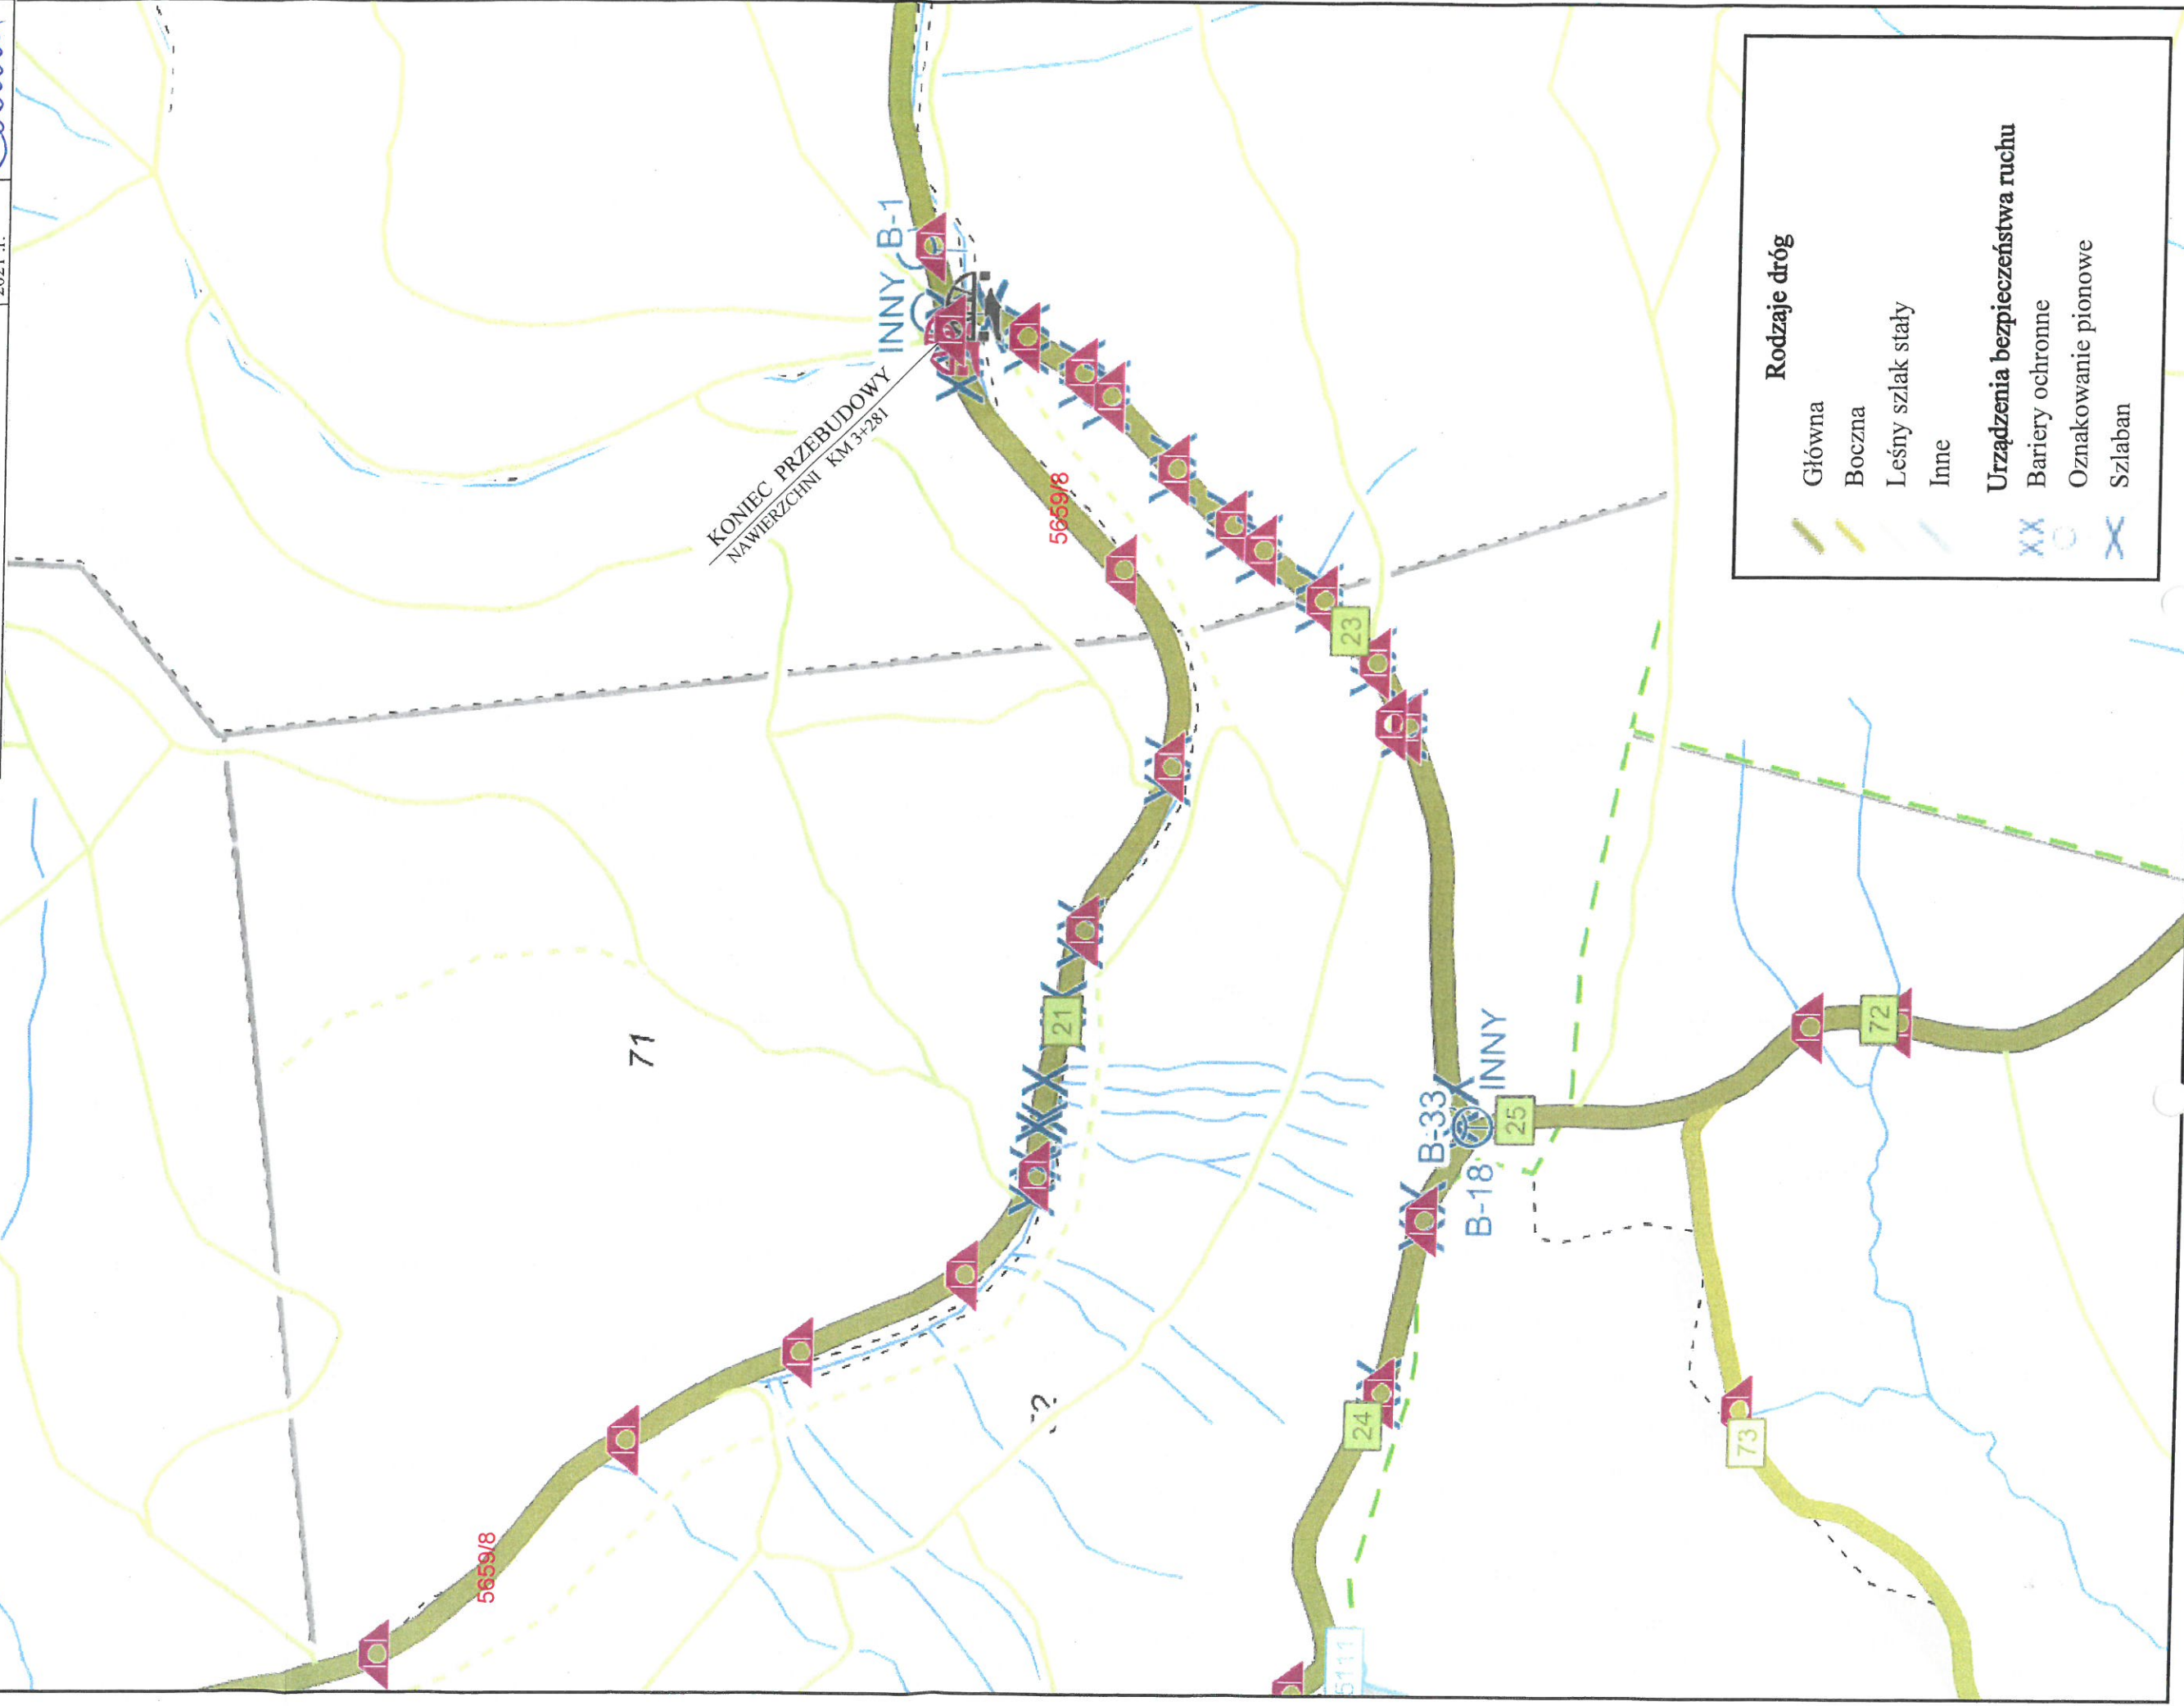 2021 r.
INNY B-1
KONIEC PRZEBUDOWY
NAWIERZCHNI KM 3+281
5659/8
23
21
71
INNY
B-33
B-18
25
72
24
73
5659/8
5111
Rodzaje dróg
Główna
Boczna
Leśny szlak stały
Inne
Urządzenia bezpieczeństwa ruchu
Bariery ochronne
Oznakowanie pionowe
Szlaban